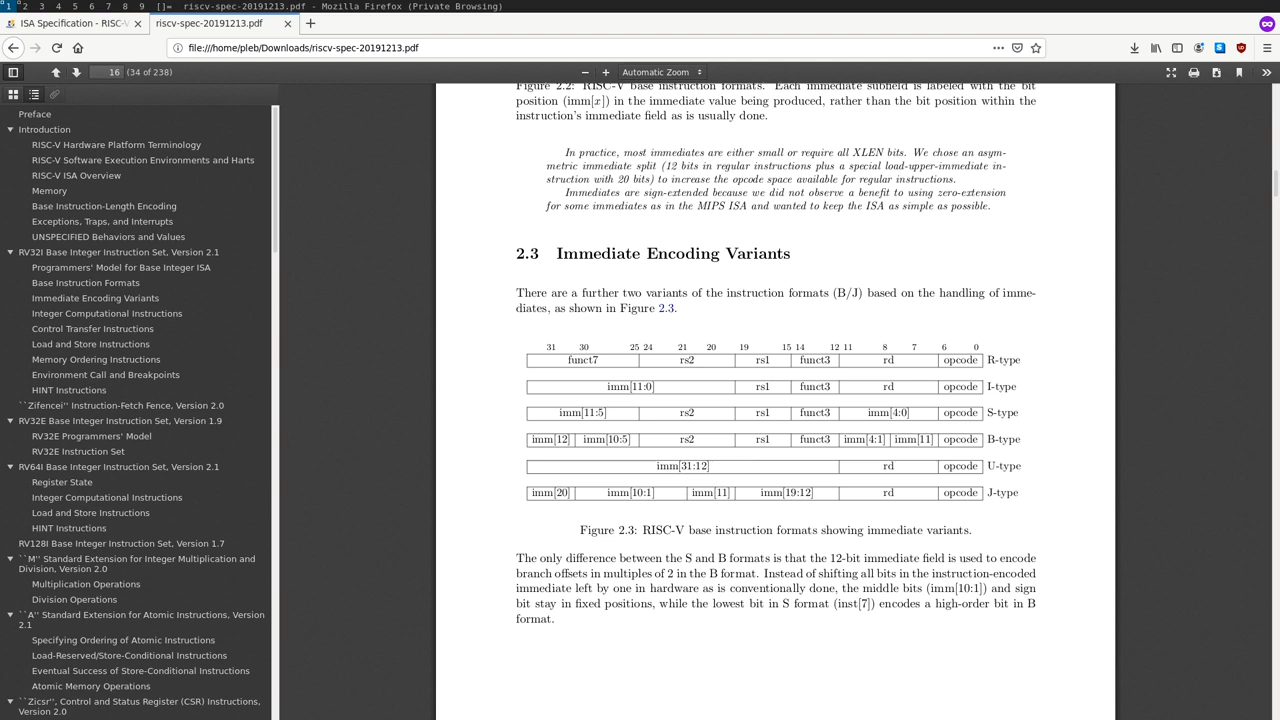 1 2 3 4 5 6 7 8 9 []= riscv-spec-20191213.pdf - Mozilla Firefox (Private Browsing)
ISA Specification - RISC-V
riscv-spec-20191213.pdf
file:///home/pleb/Downloads/riscv-spec-20191213.pdf
16 (34 of 238)
Automatic Zoom
Preface
Introduction
RISC-V Hardware Platform Terminology
RISC-V Software Execution Environments and Harts
RISC-V ISA Overview
Memory
Base Instruction-Length Encoding
Exceptions, Traps, and Interrupts
UNSPECIFIED Behaviors and Values
RV32I Base Integer Instruction Set, Version 2.1
Programmers' Model for Base Integer ISA
Base Instruction Formats
Immediate Encoding Variants
Integer Computational Instructions
Control Transfer Instructions
Load and Store Instructions
Memory Ordering Instructions
Environment Call and Breakpoints
HINT Instructions
``Zifencei'' Instruction-Fetch Fence, Version 2.0
RV32E Base Integer Instruction Set, Version 1.9
RV32E Programmers' Model
RV32E Instruction Set
RV64I Base Integer Instruction Set, Version 2.1
Register State
Integer Computational Instructions
Load and Store Instructions
HINT Instructions
RV128I Base Integer Instruction Set, Version 1.7
``M'' Standard Extension for Integer Multiplication and
Division, Version 2.0
Multiplication Operations
Division Operations
``A'' Standard Extension for Atomic Instructions, Version
2.1
Specifying Ordering of Atomic Instructions
Load-Reserved/Store-Conditional Instructions
Eventual Success of Store-Conditional Instructions
Atomic Memory Operations
``Zicsr'', Control and Status Register (CSR) Instructions,
Version 2.0
Figure 2.2: RISC-V base instruction formats. Each immediate subfield is labeled with the bit
position (imm[x]) in the immediate value being produced, rather than the bit position within the
instruction's immediate field as is usually done.
In practice, most immediates are either small or require all XLEN bits. We chose an asym-
metric immediate split (12 bits in regular instructions plus a special load-upper-immediate in-
struction with 20 bits) to increase the opcode space available for regular instructions.
Immediates are sign-extended because we did not observe a benefit to using zero-extension
for some immediates as in the MIPS ISA and wanted to keep the ISA as simple as possible.
2.3 Immediate Encoding Variants
There are a further two variants of the instruction formats (B/J) based on the handling of imme-
diates, as shown in Figure 2.3.
31 30 25 24 21 20 19 15 14 12 11 8 7 6 0
funct7 rs2 rs1 funct3 rd opcode R-type
imm[11:0] rs1 funct3 rd opcode I-type
imm[11:5] rs2 rs1 funct3 imm[4:0] opcode S-type
imm[12] imm[10:5] rs2 rs1 funct3 imm[4:1] imm[11] opcode B-type
imm[31:12] rd opcode U-type
imm[20] imm[10:1] imm[11] imm[19:12] rd opcode J-type
Figure 2.3: RISC-V base instruction formats showing immediate variants.
The only difference between the S and B formats is that the 12-bit immediate field is used to encode
branch offsets in multiples of 2 in the B format. Instead of shifting all bits in the instruction-encoded
immediate left by one in hardware as is conventionally done, the middle bits (imm[10:1]) and sign
bit stay in fixed positions, while the lowest bit in S format (inst[7]) encodes a high-order bit in B
format.